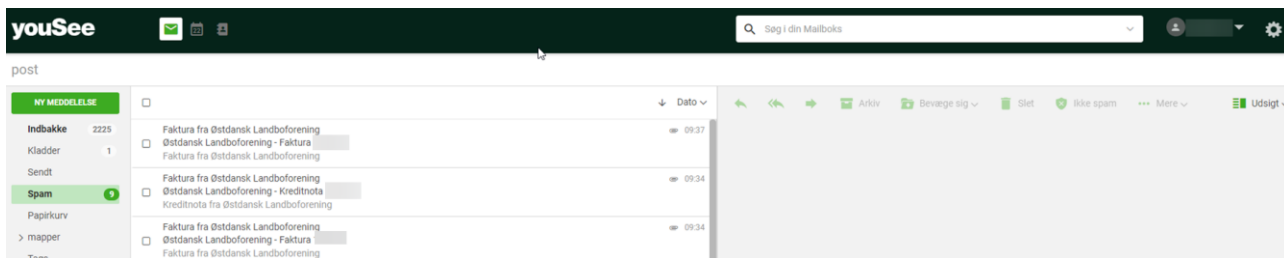 youSee
Søg i din Mailboks
post
NY MEDDELELSE
Dato
Arkiv Bevæge sig Slet Ikke spam Mere Udsigt
Indbakke 2225
Kladder 1
Sendt
Spam 9
Papirkurv
mapper
Tags
Faktura fra Østdansk Landboforening 09:37
Østdansk Landboforening - Faktura
Faktura fra Østdansk Landboforening
Faktura fra Østdansk Landboforening 09:34
Østdansk Landboforening - Kreditnota
Kreditnota fra Østdansk Landboforening
Faktura fra Østdansk Landboforening 09:34
Østdansk Landboforening - Faktura
Faktura fra Østdansk Landboforening